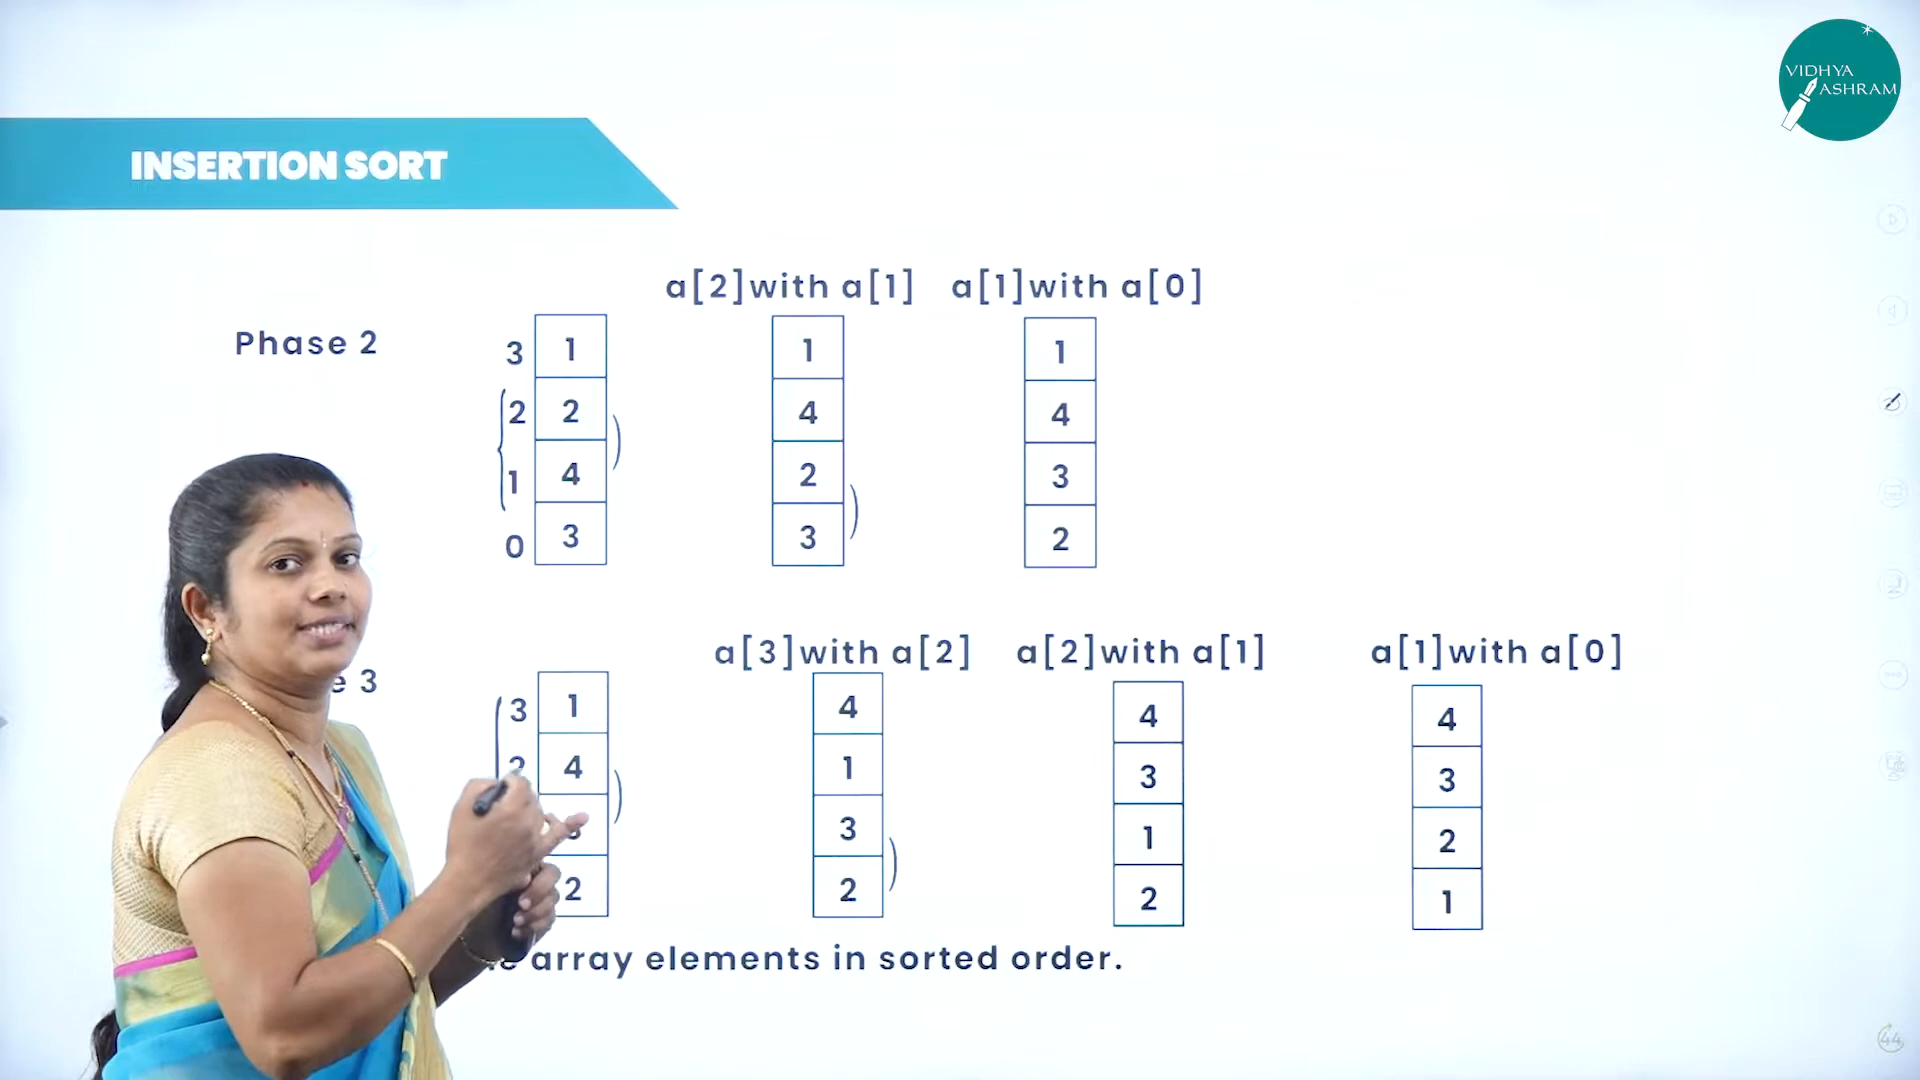 VIDHYA
ASHRAM
INSERTION SORT
a[2]with a[1] a[1]with a[0]
Phase 2
3 1 1 1
2 2 4 4
1 4 2 3
0 3 3 2
a[3]with a[2] a[2]with a[1] a[1]with a[0]
3
3 1 4 4 4
2 4 1 3 3
3 1 2
2 2 2 1
array elements in sorted order.
44